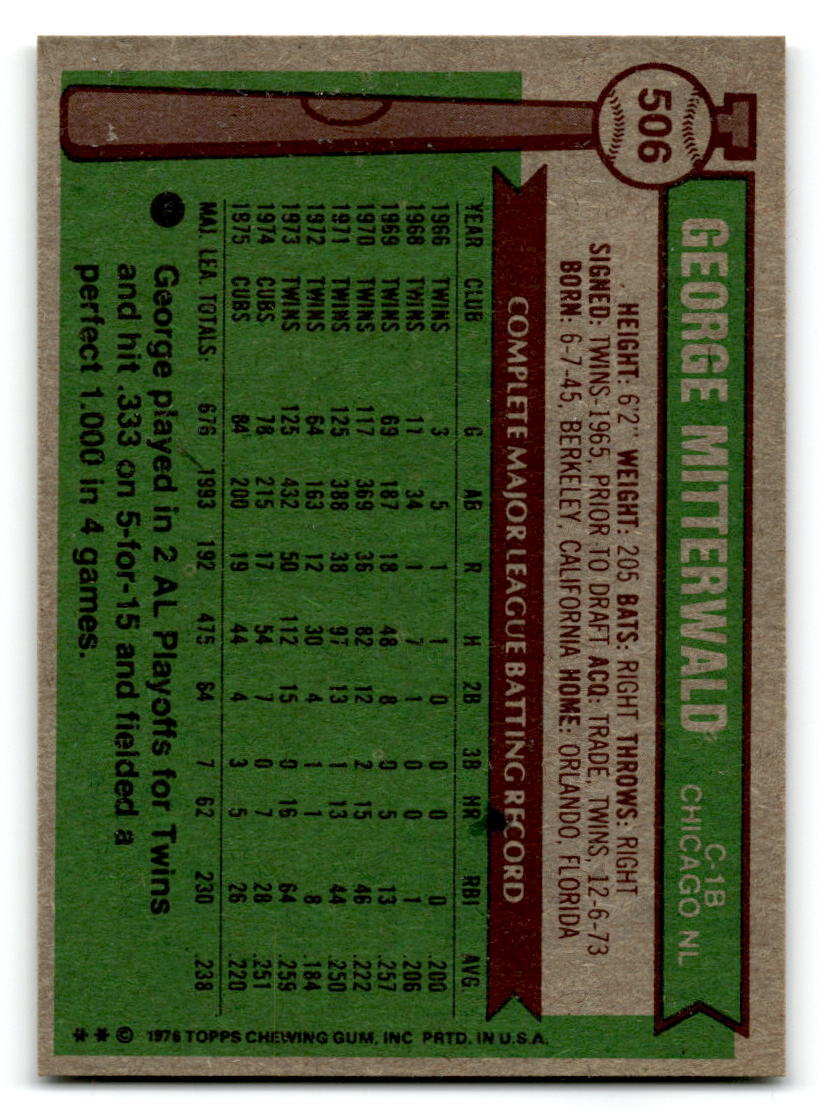 506
GEORGE MITTERWALD
C-1B
CHICAGO NL
HEIGHT: 6'2" WEIGHT: 205 BATS: RIGHT THROWS: RIGHT
SIGNED: TWINS-1965, PRIOR TO DRAFT ACQ: TRADE, TWINS, 12-6-73
BORN: 6-7-45, BERKELEY, CALIFORNIA HOME: ORLANDO, FLORIDA
COMPLETE MAJOR LEAGUE BATTING RECORD
YEAR CLUB G AB R H 2B 3B HR RBI AVG.
1966 TWINS 3 5 1 1 0 0 0 0 .200
1968 TWINS 11 34 1 7 1 0 0 1 .206
1969 TWINS 69 187 18 48 8 0 5 13 .257
1970 TWINS 117 369 36 82 12 2 15 46 .222
1971 TWINS 125 388 38 97 13 1 13 44 .250
1972 TWINS 64 163 12 30 4 1 1 8 .184
1973 TWINS 125 432 50 112 15 0 16 64 .259
1974 CUBS 78 215 17 54 7 0 7 28 .251
1975 CUBS 84 200 19 44 4 3 5 26 .220
MAJ. LEA. TOTALS: 676 1993 192 475 64 7 62 230 .238
George played in 2 AL Playoffs for Twins
and hit .333 on 5-for-15 and fielded a
perfect 1.000 in 4 games.
* * © 1976 TOPPS CHEWING GUM, INC PRTD. IN U.S.A.